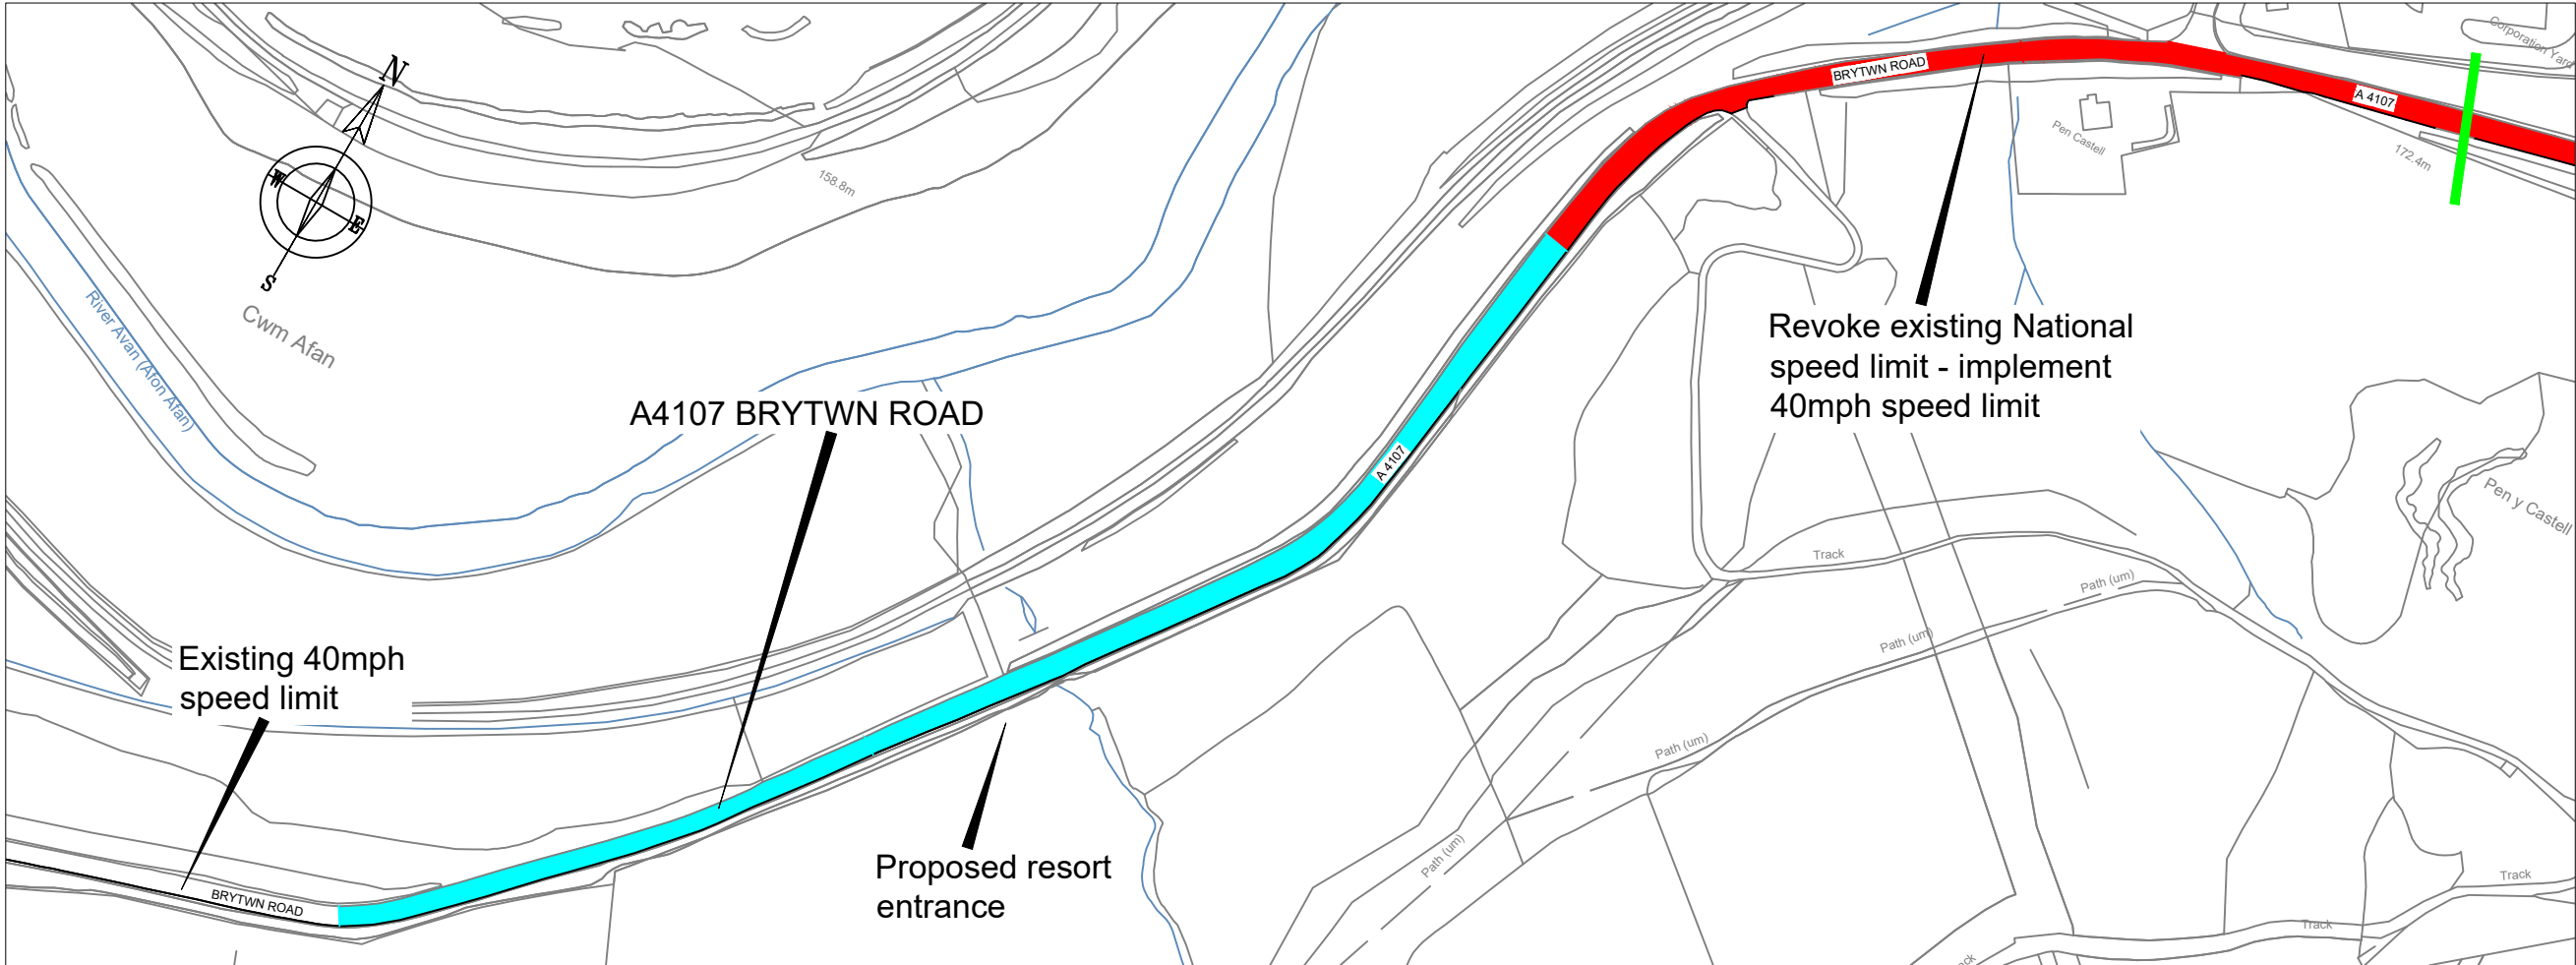 Corporation Yard
N
W
E
S
158.8m
BRYTWN ROAD
A 4107
Pen Castell
172.4m
Cwm Afan
River Avan (Afon Afan)
A4107 BRYTWN ROAD
Revoke existing National
speed limit - implement
40mph speed limit
A 4107
Pen y Castell
Track
Path (um)
Path (um)
Path (um)
Path (um)
Existing 40mph
speed limit
BRYTWN ROAD
Proposed resort
entrance
Track
Track